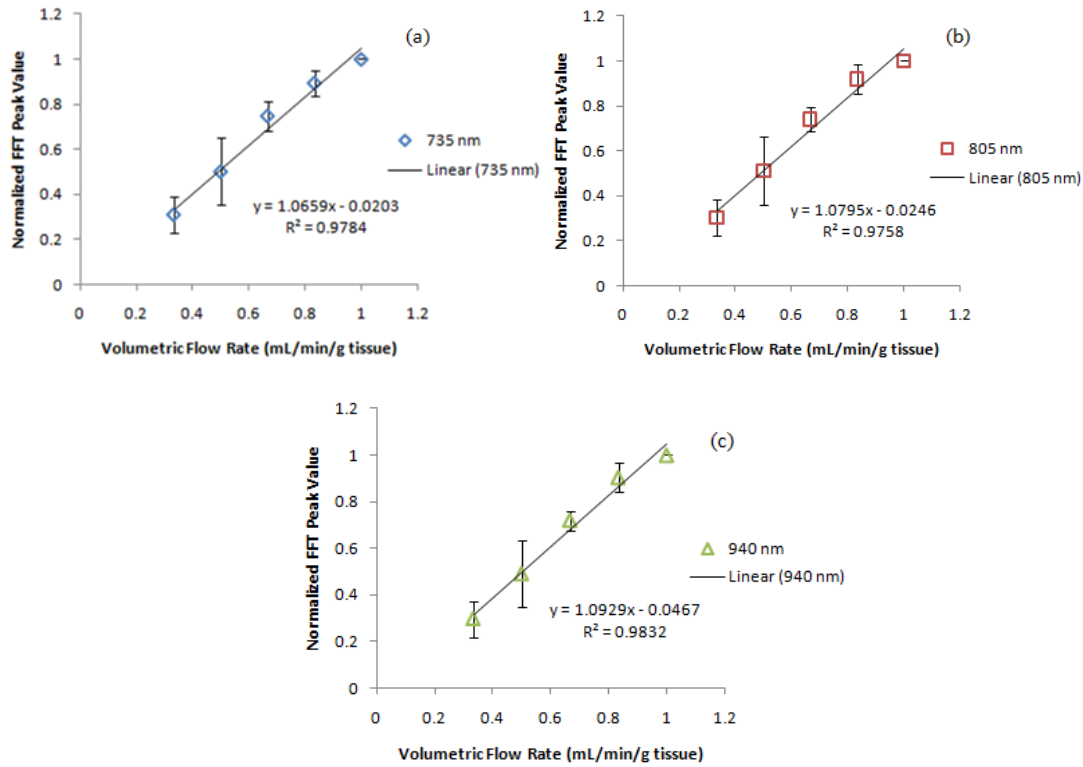 (a)
Normalized FFT Peak Value
1.2
1
0.8
0.6
0.4
0.2
0
0 0.2 0.4 0.6 0.8 1 1.2
Volumetric Flow Rate (mL/min/g tissue)
735 nm
Linear (735 nm)
y = 1.0659x - 0.0203
R² = 0.9784
(b)
Normalized FFT Peak Value
1.2
1
0.8
0.6
0.4
0.2
0
0 0.2 0.4 0.6 0.8 1 1.2
Volumetric Flow Rate (mL/min/g tissue)
805 nm
Linear (805 nm)
y = 1.0795x - 0.0246
R² = 0.9758
(c)
Normalized FFT Peak Value
1.2
1
0.8
0.6
0.4
0.2
0
0 0.2 0.4 0.6 0.8 1 1.2
Volumetric Flow Rate (mL/min/g tissue)
940 nm
Linear (940 nm)
y = 1.0929x - 0.0467
R² = 0.9832